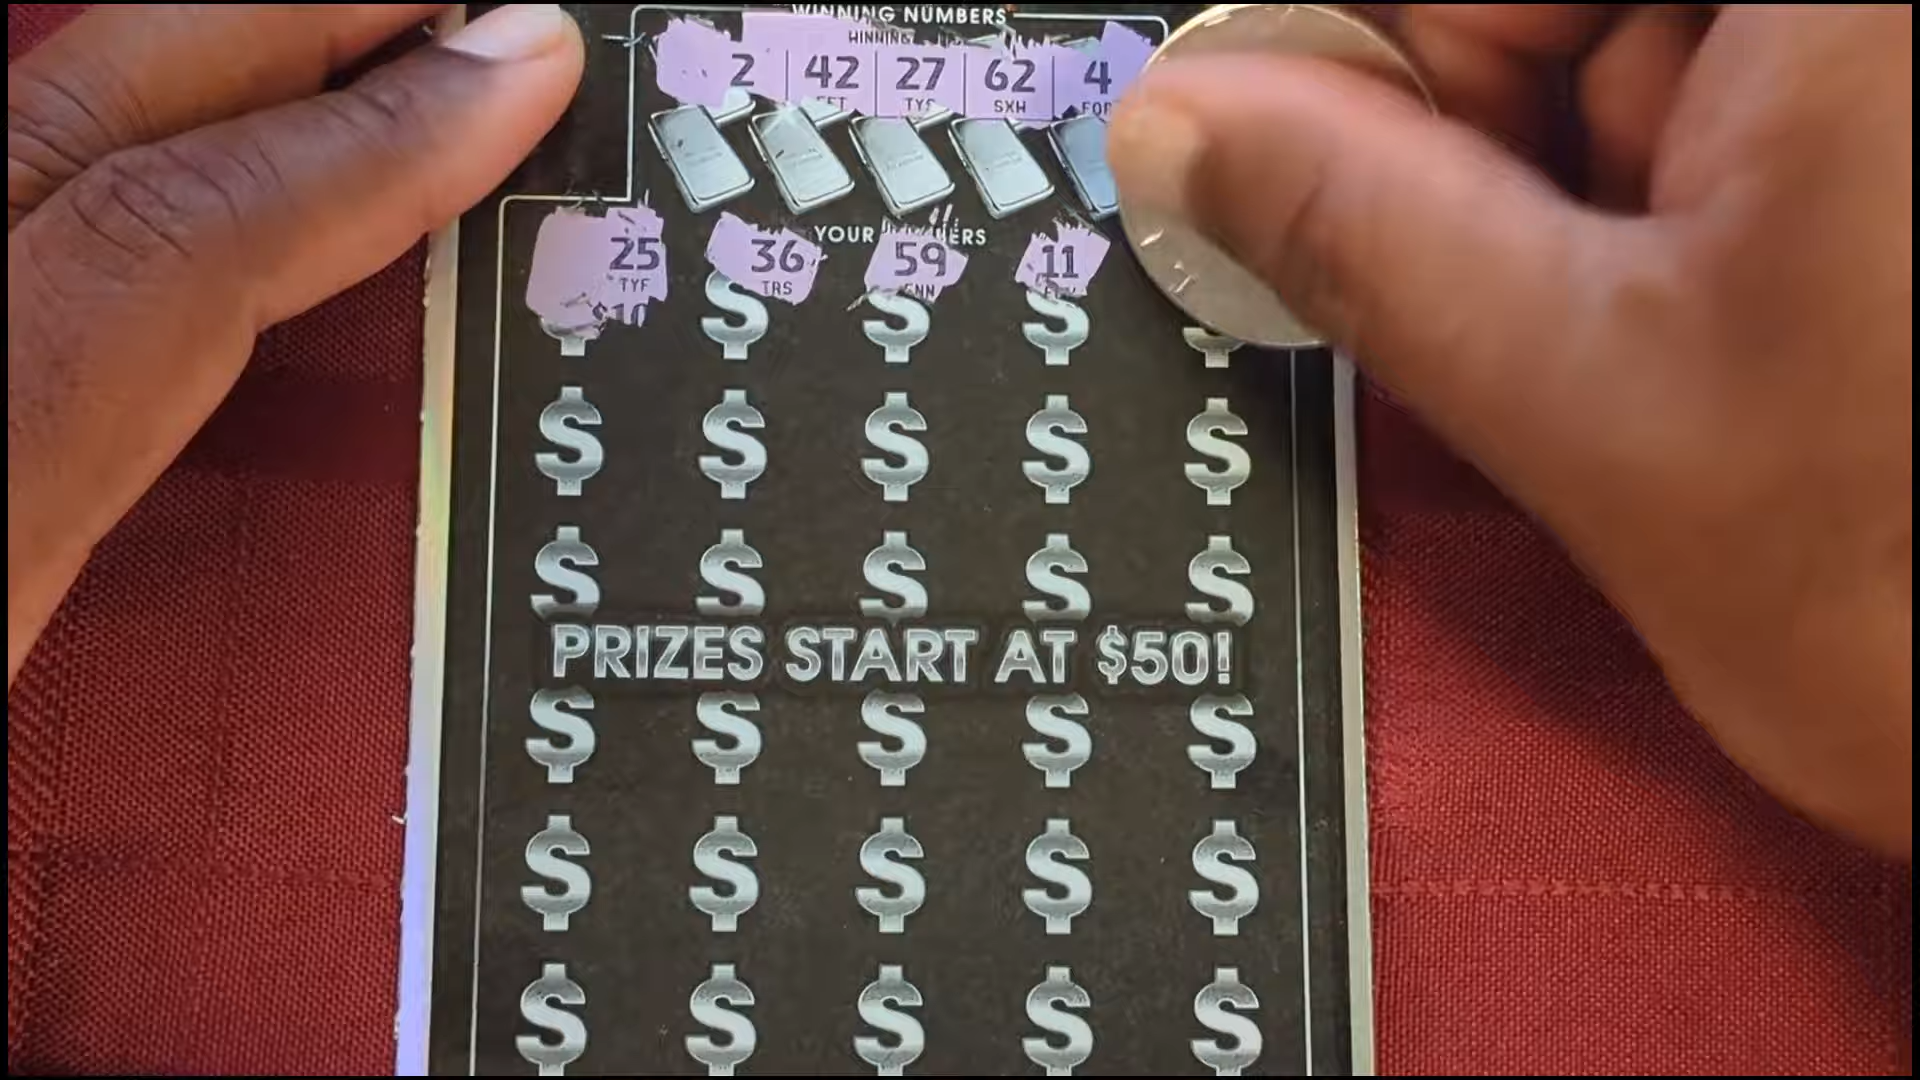 WINNING NUMBERS
WINNING
2 42 27 62 4
SXH
YOUR
25 36 59 11
TYF TRS
PRIZES START AT $50!